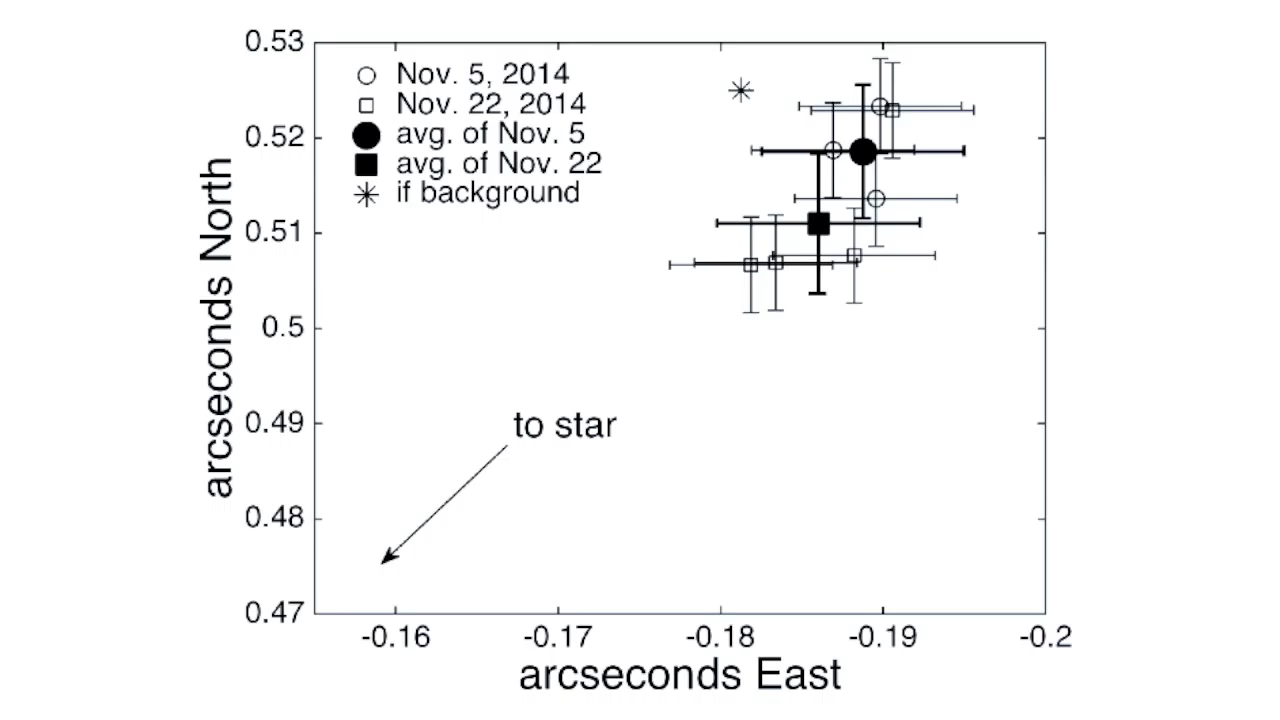 0.53
0.52
0.51
0.5
0.49
0.48
0.47
arcseconds North
Nov. 5, 2014
Nov. 22, 2014
avg. of Nov. 5
avg. of Nov. 22
if background
to star
-0.16 -0.17 -0.18 -0.19 -0.2
arcseconds East